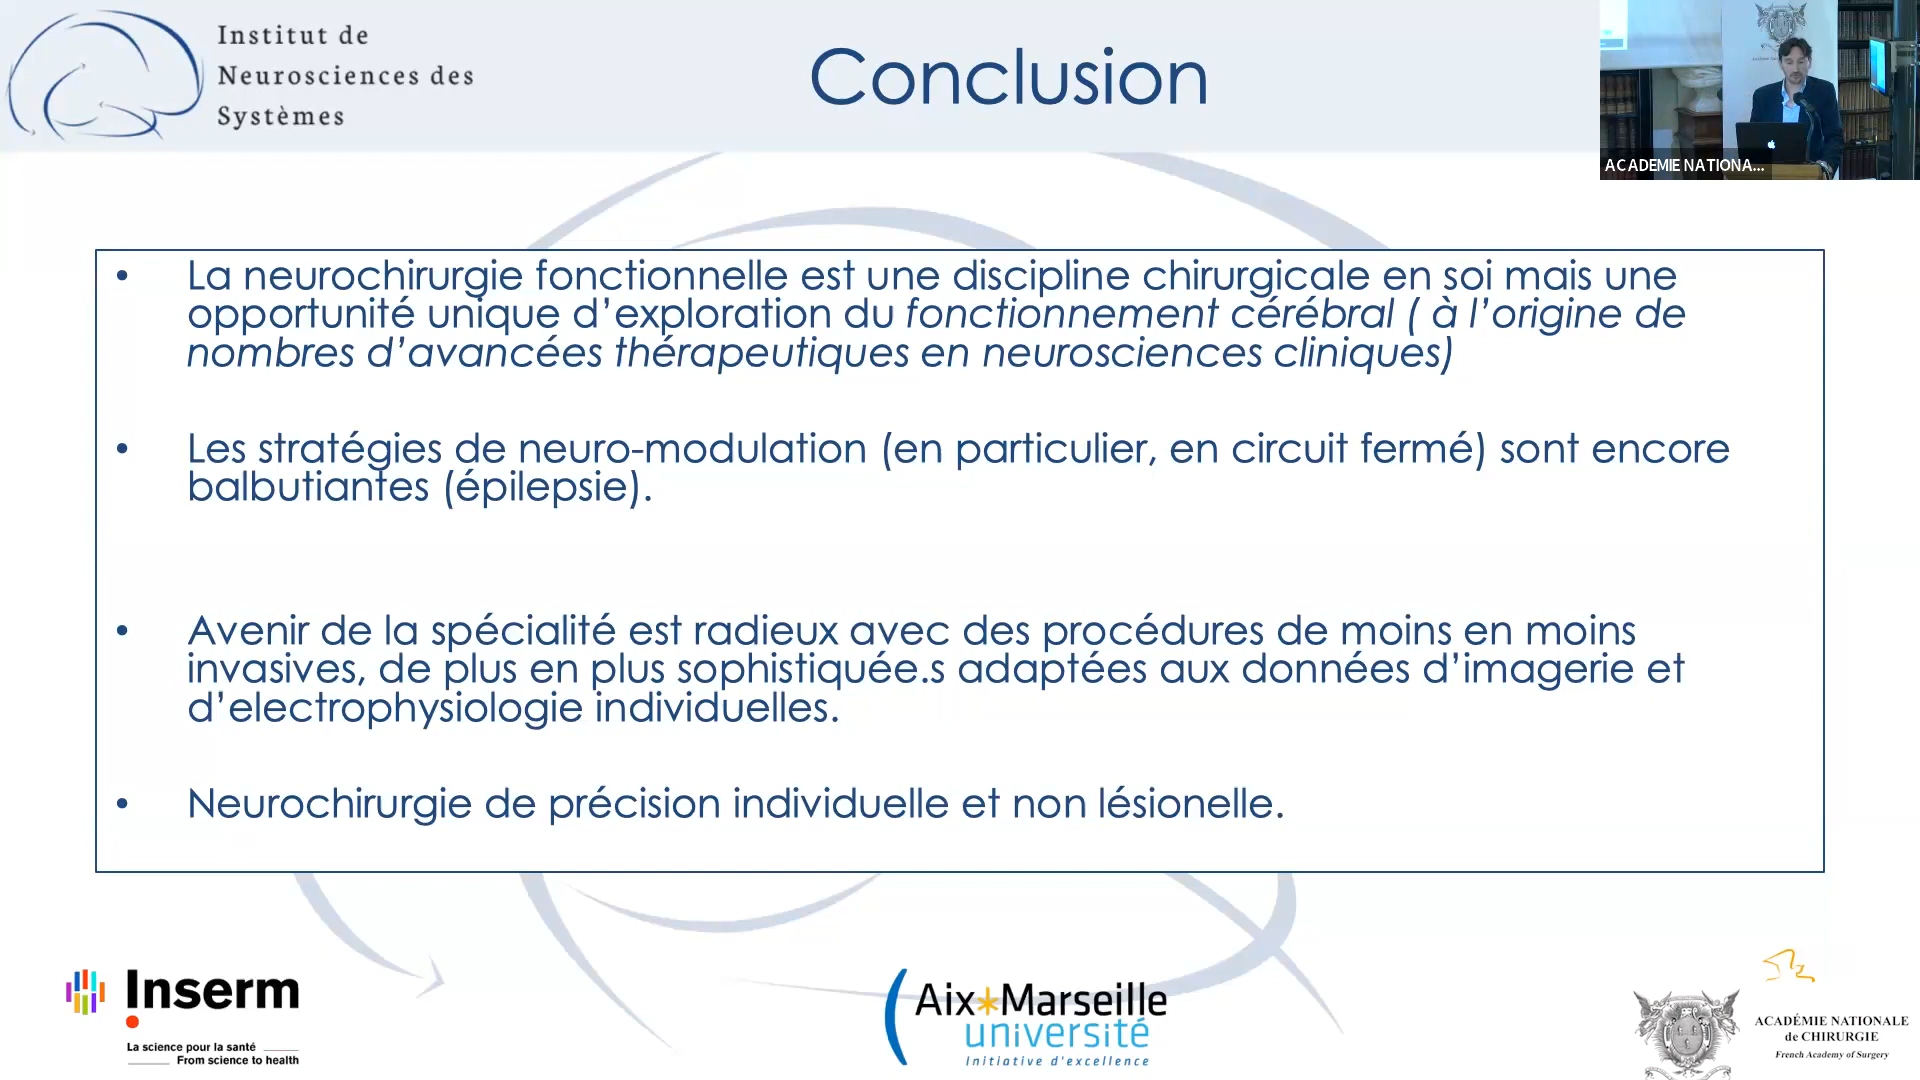 Institut de
Neurosciences des
Systèmes
Conclusion
ACADEMIE NATIONA...
• La neurochirurgie fonctionnelle est une discipline chirurgicale en soi mais une
opportunité unique d’exploration du fonctionnement cérébral ( à l’origine de
nombres d’avancées thérapeutiques en neurosciences cliniques)
• Les stratégies de neuro-modulation (en particulier, en circuit fermé) sont encore
balbutiantes (épilepsie).
• Avenir de la spécialité est radieux avec des procédures de moins en moins
invasives, de plus en plus sophistiquée.s adaptées aux données d’imagerie et
d’electrophysiologie individuelles.
• Neurochirurgie de précision individuelle et non lésionelle.
Inserm
La science pour la santé
From science to health
Aix*Marseille
université
Initiative d'excellence
ACADÉMIE NATIONALE
de CHIRURGIE
French Academy of Surgery